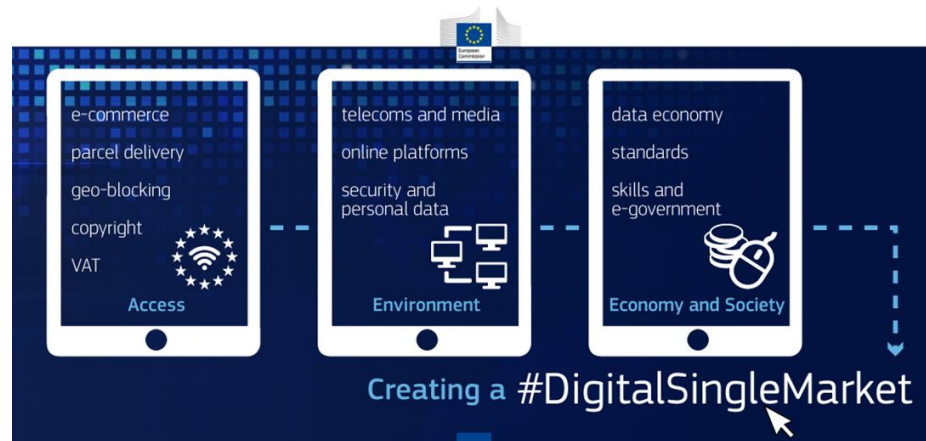 European
Commission
e-commerce
parcel delivery
geo-blocking
copyright
VAT
Access
telecoms and media
online platforms
security and
personal data
Environment
data economy
standards
skills and
e-government
Economy and Society
Creating a #DigitalSingleMarket